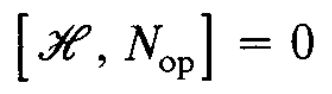 [ℋ, N_op] = 0